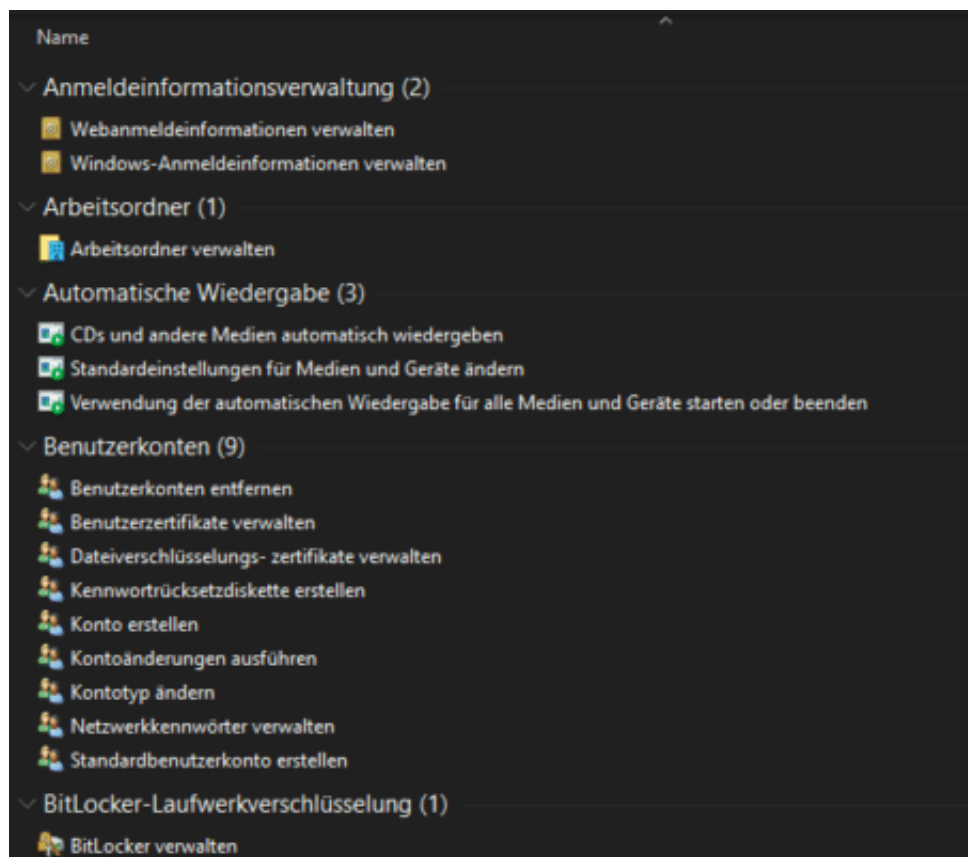 Name
Anmeldeinformationsverwaltung (2)
Webanmeldeinformationen verwalten
Windows-Anmeldeinformationen verwalten
Arbeitsordner (1)
Arbeitsordner verwalten
Automatische Wiedergabe (3)
CDs und andere Medien automatisch wiedergeben
Standardeinstellungen für Medien und Geräte ändern
Verwendung der automatischen Wiedergabe für alle Medien und Geräte starten oder beenden
Benutzerkonten (9)
Benutzerkonten entfernen
Benutzerzertifikate verwalten
Dateiverschlüsselungs- zertifikate verwalten
Kennwortrücksetzdiskette erstellen
Konto erstellen
Kontoänderungen ausführen
Kontotyp ändern
Netzwerkkennwörter verwalten
Standardbenutzerkonto erstellen
BitLocker-Laufwerkverschlüsselung (1)
BitLocker verwalten